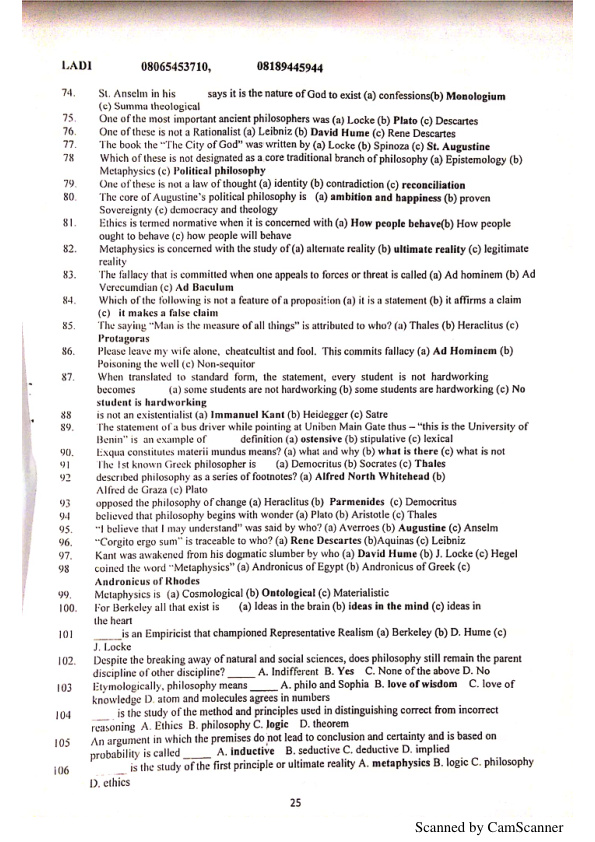 LADI 08065453710, 08189445944
74. St. Anselm in his says it is the nature of God to exist (a) confessions(b) Monologium
(c) Summa theological
75. One of the most important ancient philosophers was (a) Locke (b) Plato (c) Descartes
76. One of these is not a Rationalist (a) Leibniz (b) David Hume (c) Rene Descartes
77. The book the "The City of God" was written by (a) Locke (b) Spinoza (c) St. Augustine
78 Which of these is not designated as a core traditional branch of philosophy (a) Epistemology (b)
Metaphysics (c) Political philosophy
79. One of these is not a law of thought (a) identity (b) contradiction (c) reconciliation
80. The core of Augustine's political philosophy is (a) ambition and happiness (b) proven
Sovereignty (c) democracy and theology
81. Ethics is termed normative when it is concerned with (a) How people behave(b) How people
ought to behave (c) how people will behave
82. Metaphysics is concerned with the study of (a) alternate reality (b) ultimate reality (c) legitimate
reality
83. The fallacy that is committed when one appeals to forces or threat is called (a) Ad hominem (b) Ad
Verecumdian (c) Ad Baculum
84. Which of the following is not a feature of a proposition (a) it is a statement (b) it affirms a claim
(c) it makes a false claim
85. The saying "Man is the measure of all things" is attributed to who? (a) Thales (b) Heraclitus (c)
Protagoras
86. Please leave my wife alone, cheatcultist and fool. This commits fallacy (a) Ad Hominem (b)
Poisoning the well (c) Non-sequitor
87. When translated to standard form, the statement, every student is not hardworking
becomes (a) some students are not hardworking (b) some students are hardworking (c) No
student is hardworking
88 is not an existentialist (a) Immanuel Kant (b) Heidegger (c) Satre
89. The statement of a bus driver while pointing at Uniben Main Gate thus – "this is the University of
Benin" is an example of definition (a) ostensive (b) stipulative (c) lexical
90. Exqua constitutes materii mundus means? (a) what and why (b) what is there (c) what is not
91 The 1st known Greek philosopher is (a) Democritus (b) Socrates (c) Thales
92 described philosophy as a series of footnotes? (a) Alfred North Whitehead (b)
Alfred de Graza (c) Plato
93 opposed the philosophy of change (a) Heraclitus (b) Parmenides (c) Democritus
94 believed that philosophy begins with wonder (a) Plato (b) Aristotle (c) Thales
95. "I believe that I may understand" was said by who? (a) Averroes (b) Augustine (c) Anselm
96. "Corgito ergo sum" is traceable to who? (a) Rene Descartes (b)Aquinas (c) Leibniz
97. Kant was awakened from his dogmatic slumber by who (a) David Hume (b) J. Locke (c) Hegel
98 coined the word "Metaphysics" (a) Andronicus of Egypt (b) Andronicus of Greek (c)
Andronicus of Rhodes
99. Metaphysics is (a) Cosmological (b) Ontological (c) Materialistic
100. For Berkeley all that exist is (a) Ideas in the brain (b) ideas in the mind (c) ideas in
the heart
101 _____is an Empiricist that championed Representative Realism (a) Berkeley (b) D. Hume (c)
J. Locke
102. Despite the breaking away of natural and social sciences, does philosophy still remain the parent
discipline of other discipline? _____ A. Indifferent B. Yes C. None of the above D. No
103 Etymologically, philosophy means _____ A. philo and Sophia B. love of wisdom C. love of
knowledge D. atom and molecules agrees in numbers
104 ____ is the study of the method and principles used in distinguishing correct from incorrect
reasoning A. Ethics B. philosophy C. logic D. theorem
105 An argument in which the premises do not lead to conclusion and certainty and is based on
probability is called _____ A. inductive B. seductive C. deductive D. implied
106 _____ is the study of the first principle or ultimate reality A. metaphysics B. logic C. philosophy
D. ethics
25
Scanned by CamScanner